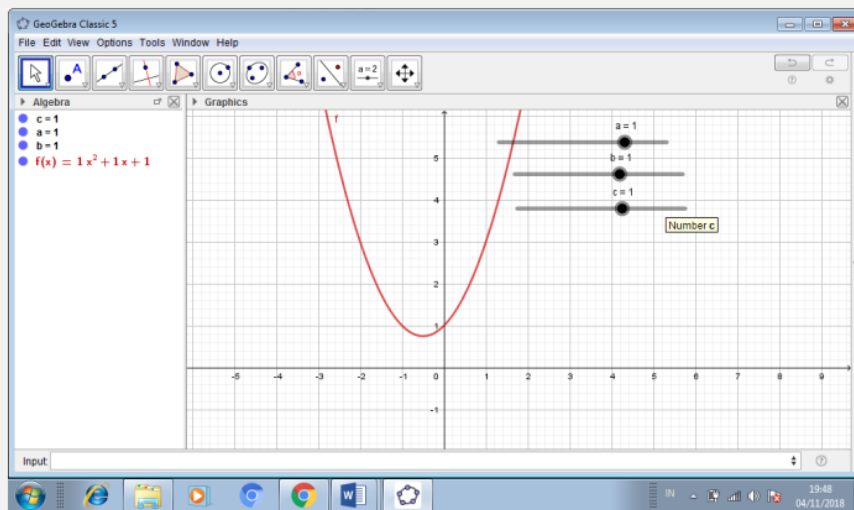 GeoGebra Classic 5
File Edit View Options Tools Window Help
A
a=2
Algebra
Graphics
c = 1
a = 1
b = 1
f(x) = 1 x² + 1 x + 1
f
a = 1
b = 1
c = 1
Number c
5
4
3
2
1
-1
-5 -4 -3 -2 -1 0 1 2 3 4 5 6 7 8 9
Input:
IN
19:48
04/11/2018